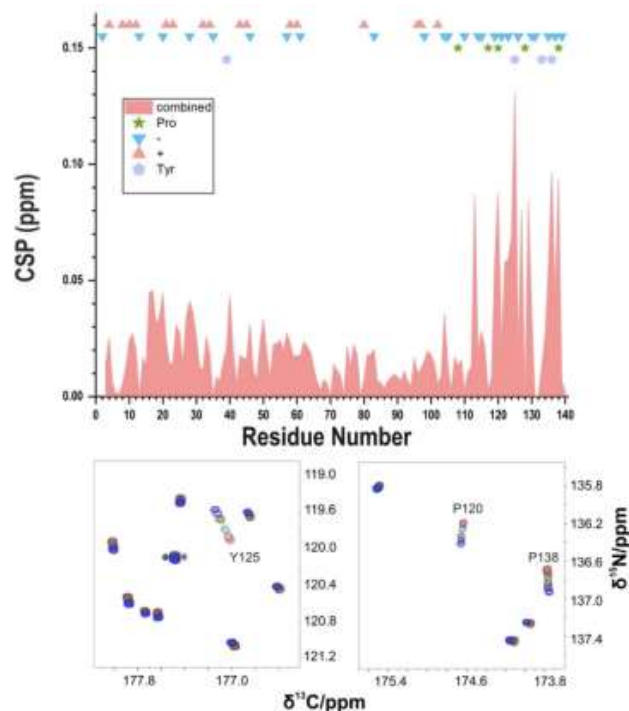 0.15
0.10
0.05
0.00
CSP (ppm)
combined
Pro
-
+
Tyr
0 10 20 30 40 50 60 70 80 90 100 110 120 130 140
Residue Number
119.0
119.6
120.0
120.4
120.8
121.2
Y125
177.8 177.0
135.8
136.2
136.6
137.0
137.4
P120
P138
175.4 174.6 173.8
δ¹⁵N/ppm
δ¹³C/ppm